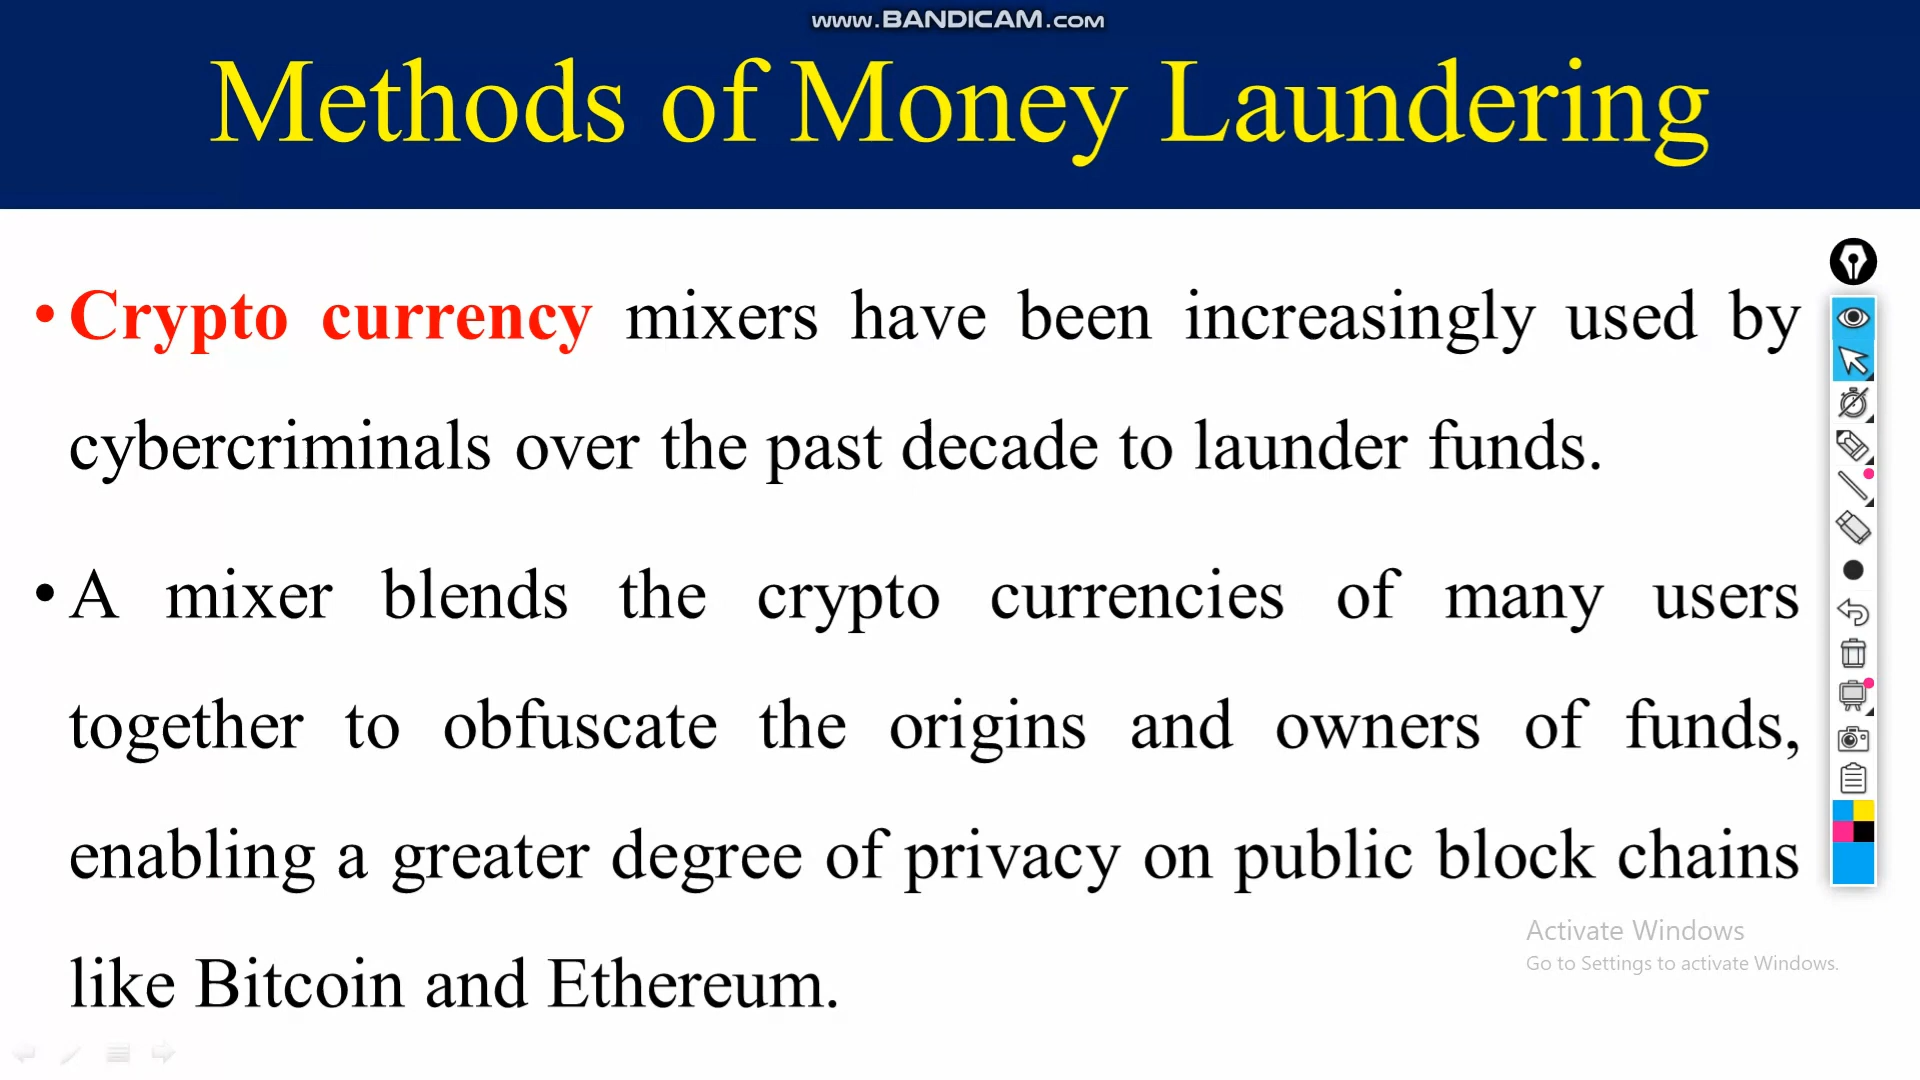 www.BANDICAM.com
Methods of Money Laundering
• Crypto currency mixers have been increasingly used by
cybercriminals over the past decade to launder funds.
• A mixer blends the crypto currencies of many users
together to obfuscate the origins and owners of funds,
enabling a greater degree of privacy on public block chains
like Bitcoin and Ethereum.
Activate Windows
Go to Settings to activate Windows.